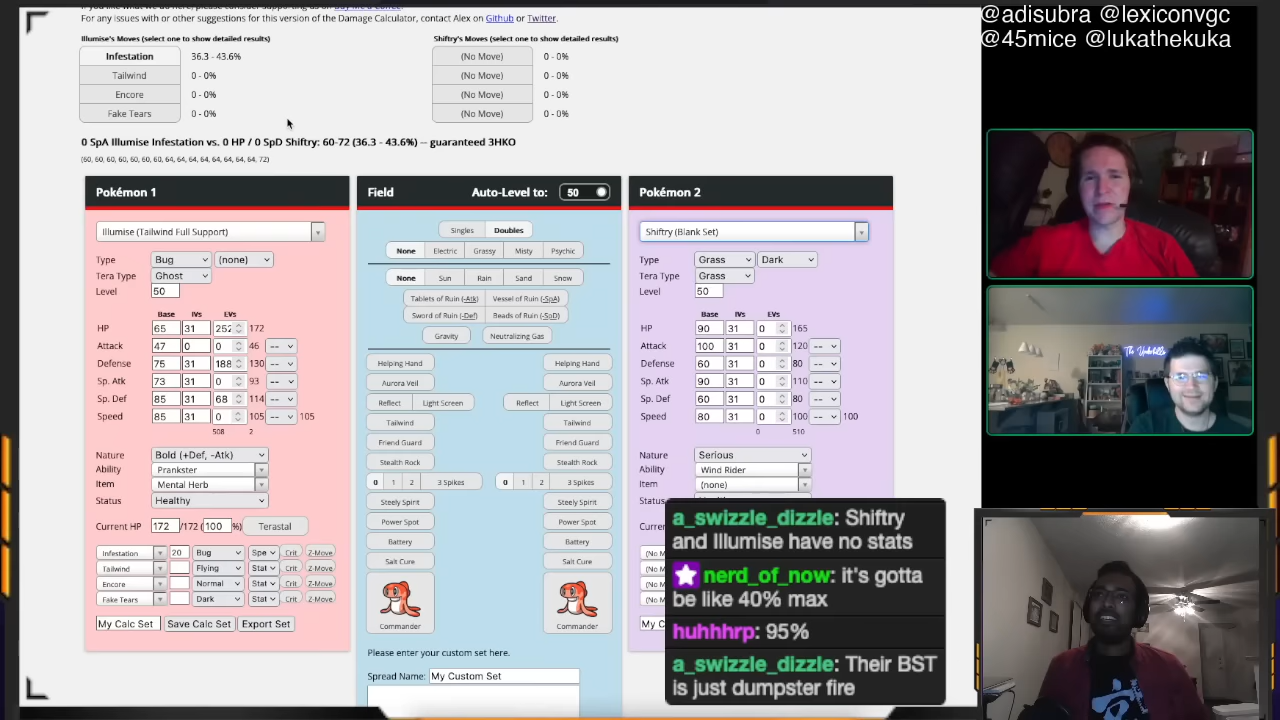 For any issues with or other suggestions for this version of the Damage Calculator, contact Alex on Github or Twitter.
@adisubra @lexiconvgc
@45mice @lukathekuka
Illumise's Moves (select one to show detailed results)
Shiftry's Moves (select one to show detailed results)
Infestation 36.3 - 43.6% (No Move) 0 - 0%
Tailwind 0 - 0% (No Move) 0 - 0%
Encore 0 - 0% (No Move) 0 - 0%
Fake Tears 0 - 0% (No Move) 0 - 0%
0 SpA Illumise Infestation vs. 0 HP / 0 SpD Shiftry: 60-72 (36.3 - 43.6%) -- guaranteed 3HKO
(60, 60, 60, 60, 60, 60, 60, 64, 64, 64, 64, 64, 64, 64, 64, 72)
Pokémon 1
Illumise (Tailwind Full Support)
Type Bug (none)
Tera Type Ghost
Level 50
Base IVs EVs
HP 65 31 252 172
Attack 47 0 0 46 --
Defense 75 31 188 130 --
Sp. Atk 73 31 0 93 --
Sp. Def 85 31 68 114 --
Speed 85 31 0 105 -- 105
508 2
Nature Bold (+Def, -Atk)
Ability Prankster
Item Mental Herb
Status Healthy
Current HP 172 /172 ( 100 %) Terastal
Infestation 20 Bug Spe Crit Z-Move
Tailwind Flying Stat Crit Z-Move
Encore Normal Stat Crit Z-Move
Fake Tears Dark Stat Crit Z-Move
My Calc Set Save Calc Set Export Set
Field Auto-Level to: 50
Singles Doubles
None Electric Grassy Misty Psychic
None Sun Rain Sand Snow
Tablets of Ruin (-Atk) Vessel of Ruin (-SpA)
Sword of Ruin (-Def) Beads of Ruin (-SpD)
Gravity Neutralizing Gas
Helping Hand Helping Hand
Aurora Veil Aurora Veil
Reflect Light Screen Reflect Light Screen
Tailwind Tailwind
Friend Guard Friend Guard
Stealth Rock Stealth Rock
0 1 2 3 Spikes 0 1 2 3 Spikes
Steely Spirit Steely Spirit
Power Spot Power Spot
Battery Battery
Salt Cure Salt Cure
Commander Commander
Please enter your custom set here.
Spread Name: My Custom Set
Pokémon 2
Shiftry (Blank Set)
Type Grass Dark
Tera Type Grass
Level 50
Base IVs EVs
HP 90 31 0 165
Attack 100 31 0 120 --
Defense 60 31 0 80 --
Sp. Atk 90 31 0 110 --
Sp. Def 60 31 0 80 --
Speed 80 31 0 100 -- 100
0 510
Nature Serious
Ability Wind Rider
Item (none)
Status
Curre
(No M
(No M
(No M
(No M
My C
a_swizzle_dizzle: Shiftry
and Illumise have no stats
nerd_of_now: it's gotta
be like 40% max
huhhhrp: 95%
a_swizzle_dizzle: Their BST
is just dumpster fire